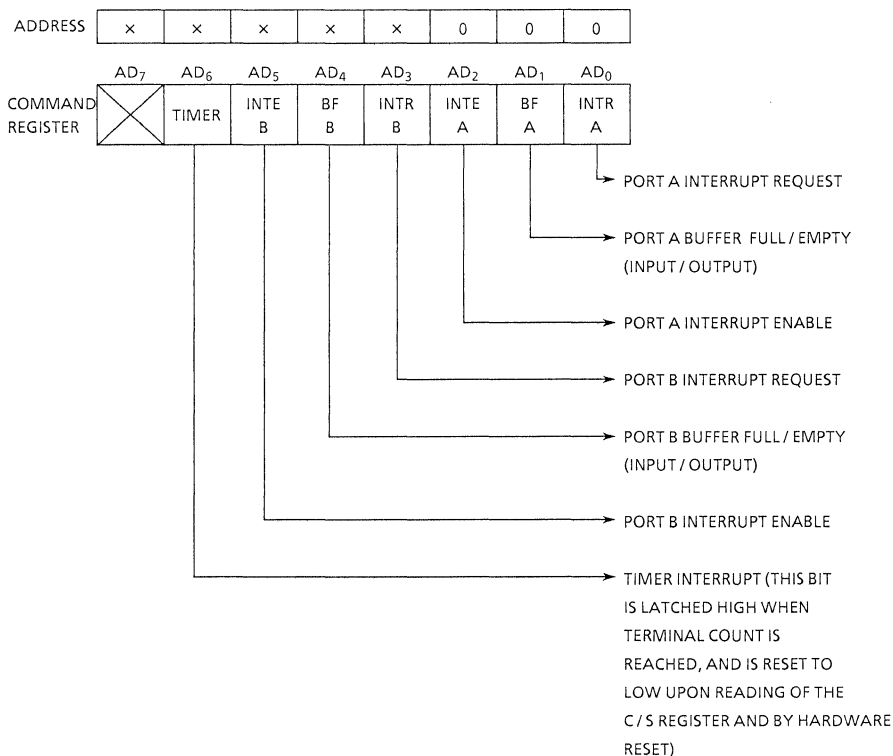 ADDRESS × × × × × 0 0 0
AD7 AD6 AD5 AD4 AD3 AD2 AD1 AD0
COMMAND REGISTER TIMER INTE B BF B INTR B INTE A BF A INTR A
PORT A INTERRUPT REQUEST
PORT A BUFFER FULL / EMPTY
(INPUT / OUTPUT)
PORT A INTERRUPT ENABLE
PORT B INTERRUPT REQUEST
PORT B BUFFER FULL / EMPTY
(INPUT / OUTPUT)
PORT B INTERRUPT ENABLE
TIMER INTERRUPT (THIS BIT
IS LATCHED HIGH WHEN
TERMINAL COUNT IS
REACHED, AND IS RESET TO
LOW UPON READING OF THE
C / S REGISTER AND BY HARDWARE
RESET)